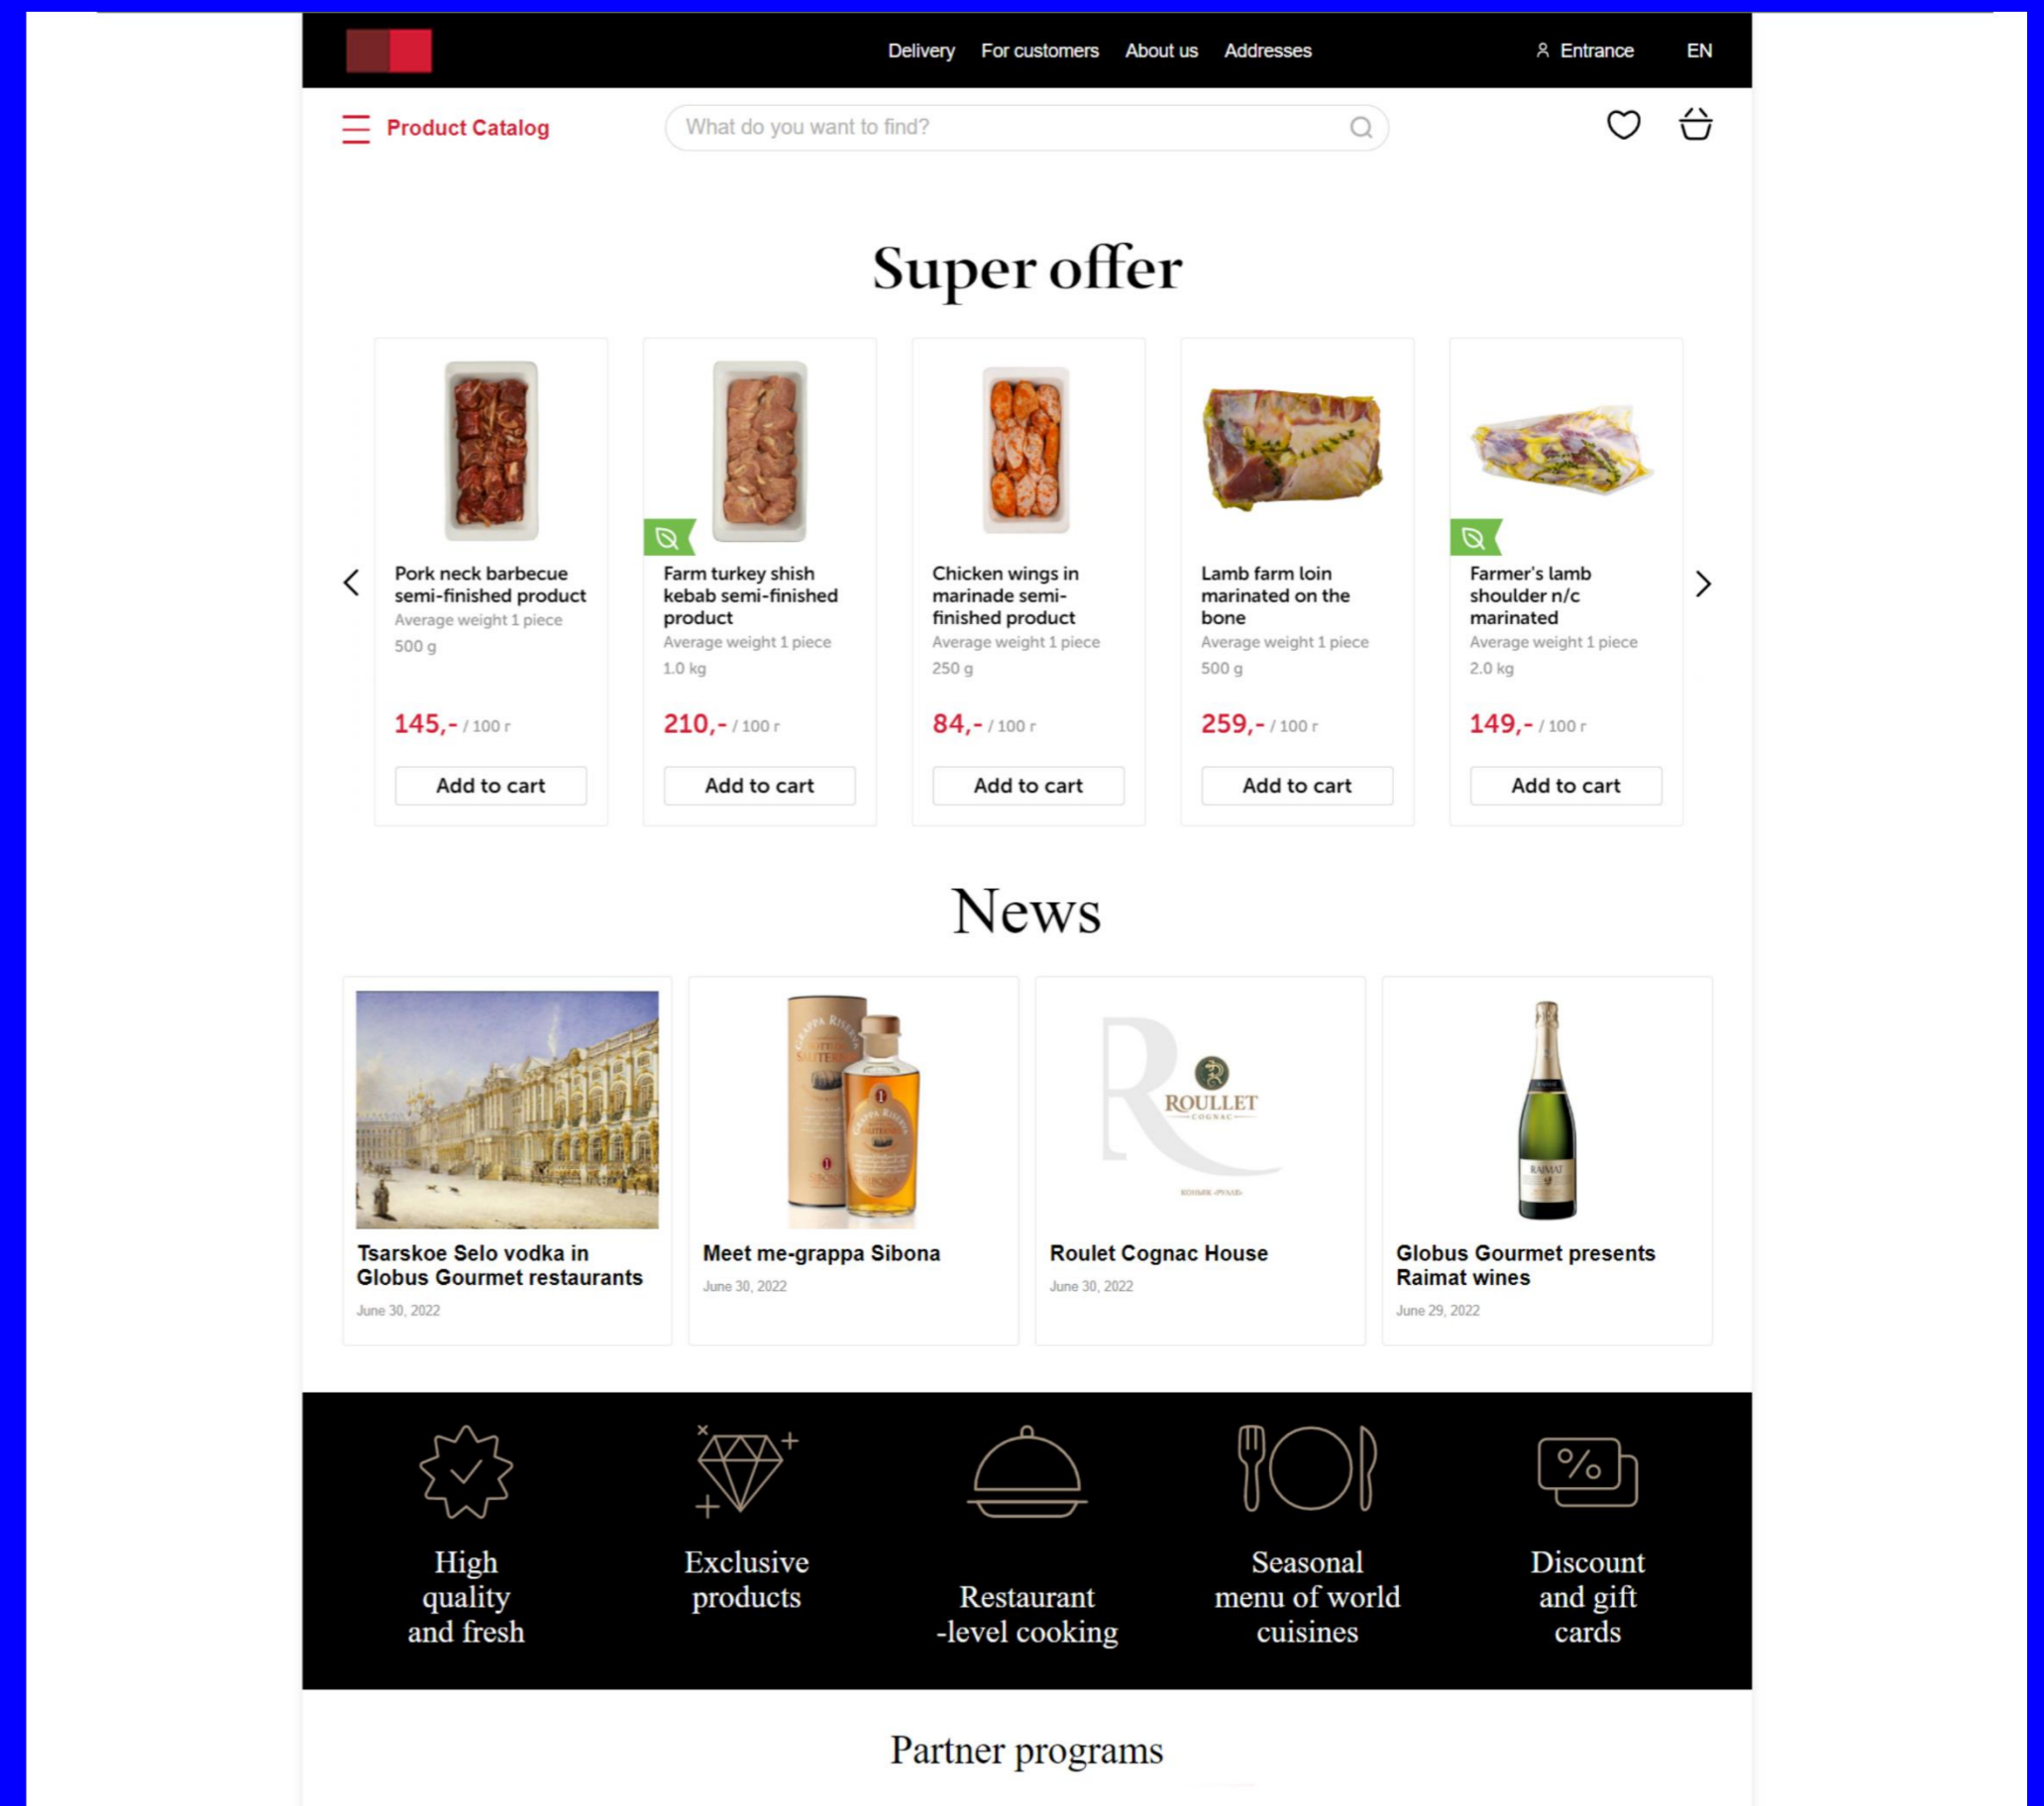 Delivery For customers About us Addresses Entrance EN
Product Catalog
What do you want to find?
Super offer
Pork neck barbecue
semi-finished product
Average weight 1 piece
500 g
145,- / 100 г
Add to cart
Farm turkey shish
kebab semi-finished
product
Average weight 1 piece
1.0 kg
210,- / 100 г
Add to cart
Chicken wings in
marinade semi-
finished product
Average weight 1 piece
250 g
84,- / 100 г
Add to cart
Lamb farm loin
marinated on the
bone
Average weight 1 piece
500 g
259,- / 100 г
Add to cart
Farmer's lamb
shoulder n/c
marinated
Average weight 1 piece
2.0 kg
149,- / 100 г
Add to cart
News
Tsarskoe Selo vodka in
Globus Gourmet restaurants
June 30, 2022
GRAPPA RISERVA
SAUTERNES
SIBONA
Meet me-grappa Sibona
June 30, 2022
R
ROULLET
COGNAC
КОНЬЯК «РУЛЛЕ»
Roulet Cognac House
June 30, 2022
RAIMAT
Globus Gourmet presents
Raimat wines
June 29, 2022
High
quality
and fresh
Exclusive
products
Restaurant
-level cooking
Seasonal
menu of world
cuisines
%
Discount
and gift
cards
Partner programs